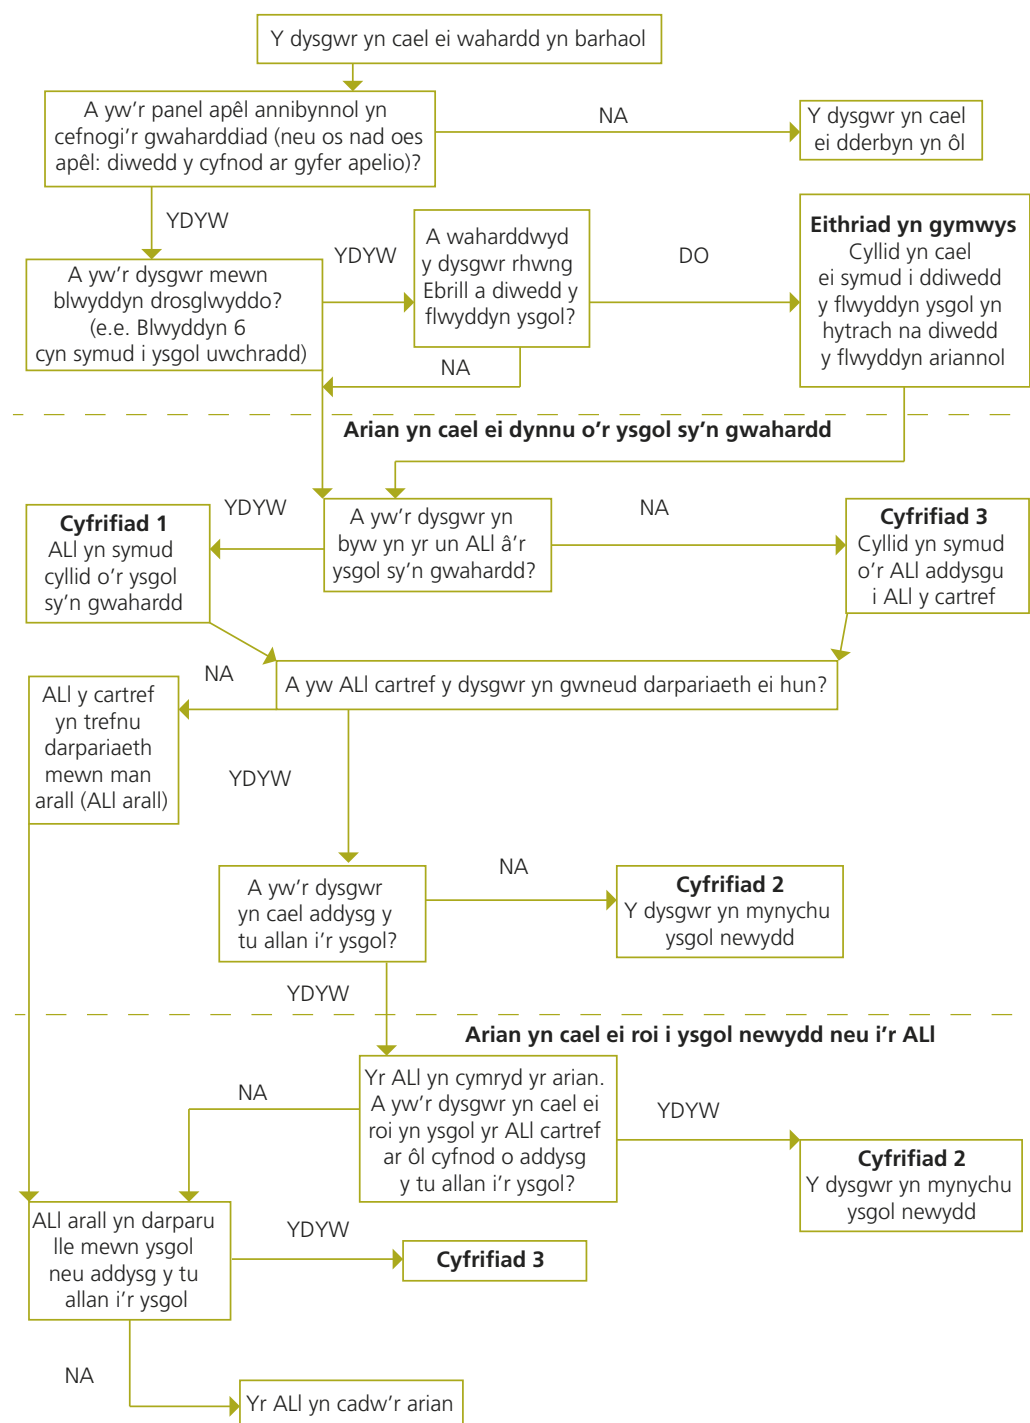 Y dysgwr yn cael ei wahardd yn barhaol
A yw'r panel apêl annibynnol yn
cefnogi'r gwaharddiad (neu os nad oes
apêl: diwedd y cyfnod ar gyfer apelio)?
NA
Y dysgwr yn cael
ei dderbyn yn ôl
YDYW
A yw'r dysgwr mewn
blwyddyn drosglwyddo?
(e.e. Blwyddyn 6
cyn symud i ysgol uwchradd)
YDYW
A waharddwyd
y dysgwr rhwng
Ebrill a diwedd y
flwyddyn ysgol?
DO
Eithriad yn gymwys
Cyllid yn cael
ei symud i ddiwedd
y flwyddyn ysgol yn
hytrach na diwedd
y flwyddyn ariannol
NA
Arian yn cael ei dynnu o'r ysgol sy'n gwahardd
A yw'r dysgwr yn
byw yn yr un ALl â'r
ysgol sy'n gwahardd?
YDYW
Cyfrifiad 1
ALl yn symud
cyllid o'r ysgol
sy'n gwahardd
NA
Cyfrifiad 3
Cyllid yn symud
o'r ALl addysgu
i ALl y cartref
A yw ALl cartref y dysgwr yn gwneud darpariaeth ei hun?
NA
ALl y cartref
yn trefnu
darpariaeth
mewn man
arall (ALl arall)
YDYW
A yw'r dysgwr
yn cael addysg y
tu allan i'r ysgol?
NA
Cyfrifiad 2
Y dysgwr yn mynychu
ysgol newydd
YDYW
Arian yn cael ei roi i ysgol newydd neu i'r ALl
Yr ALl yn cymryd yr arian.
A yw'r dysgwr yn cael ei
roi yn ysgol yr ALl cartref
ar ôl cyfnod o addysg
y tu allan i'r ysgol?
NA
YDYW
Cyfrifiad 2
Y dysgwr yn mynychu
ysgol newydd
ALl arall yn darparu
lle mewn ysgol
neu addysg y tu
allan i'r ysgol
YDYW
Cyfrifiad 3
NA
Yr ALl yn cadw'r arian